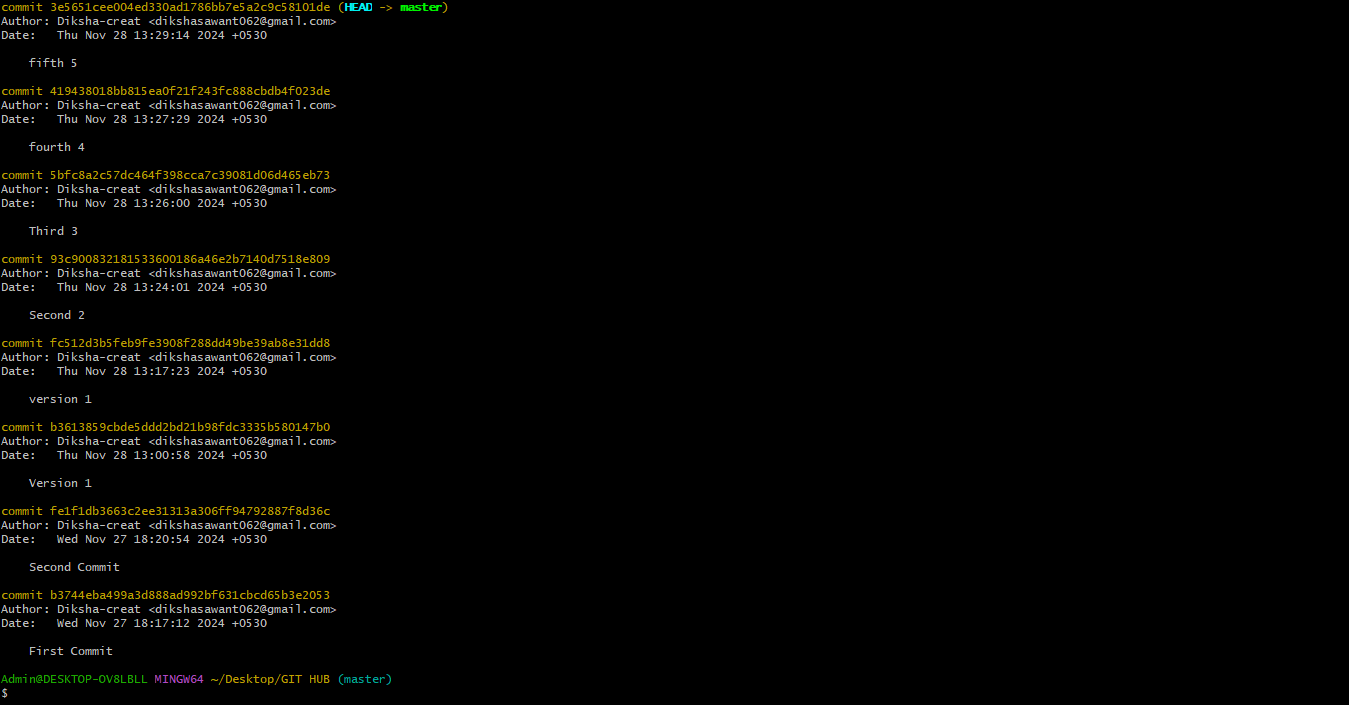 commit 3e5651cee004ed330ad1786bb7e5a2c9c58101de (HEAD -> master)
Author: Diksha-creat <dikshasawant062@gmail.com>
Date:   Thu Nov 28 13:29:14 2024 +0530
fifth 5
commit 419438018bb815ea0f21f243fc888cbdb4f023de
Author: Diksha-creat <dikshasawant062@gmail.com>
Date:   Thu Nov 28 13:27:29 2024 +0530
fourth 4
commit 5bfc8a2c57dc464f398cca7c39081d06d465eb73
Author: Diksha-creat <dikshasawant062@gmail.com>
Date:   Thu Nov 28 13:26:00 2024 +0530
Third 3
commit 93c900832181533600186a46e2b7140d7518e809
Author: Diksha-creat <dikshasawant062@gmail.com>
Date:   Thu Nov 28 13:24:01 2024 +0530
Second 2
commit fc512d3b5feb9fe3908f288dd49be39ab8e31dd8
Author: Diksha-creat <dikshasawant062@gmail.com>
Date:   Thu Nov 28 13:17:23 2024 +0530
version 1
commit b3613859cbde5ddd2bd21b98fdc3335b580147b0
Author: Diksha-creat <dikshasawant062@gmail.com>
Date:   Thu Nov 28 13:00:58 2024 +0530
Version 1
commit fe1f1db3663c2ee31313a306ff94792887f8d36c
Author: Diksha-creat <dikshasawant062@gmail.com>
Date:   Wed Nov 27 18:20:54 2024 +0530
Second Commit
commit b3744eba499a3d888ad992bf631cbcd65b3e2053
Author: Diksha-creat <dikshasawant062@gmail.com>
Date:   Wed Nov 27 18:17:12 2024 +0530
First Commit
Admin@DESKTOP-OV8LBLL MINGW64 ~/Desktop/GIT HUB (master)
$